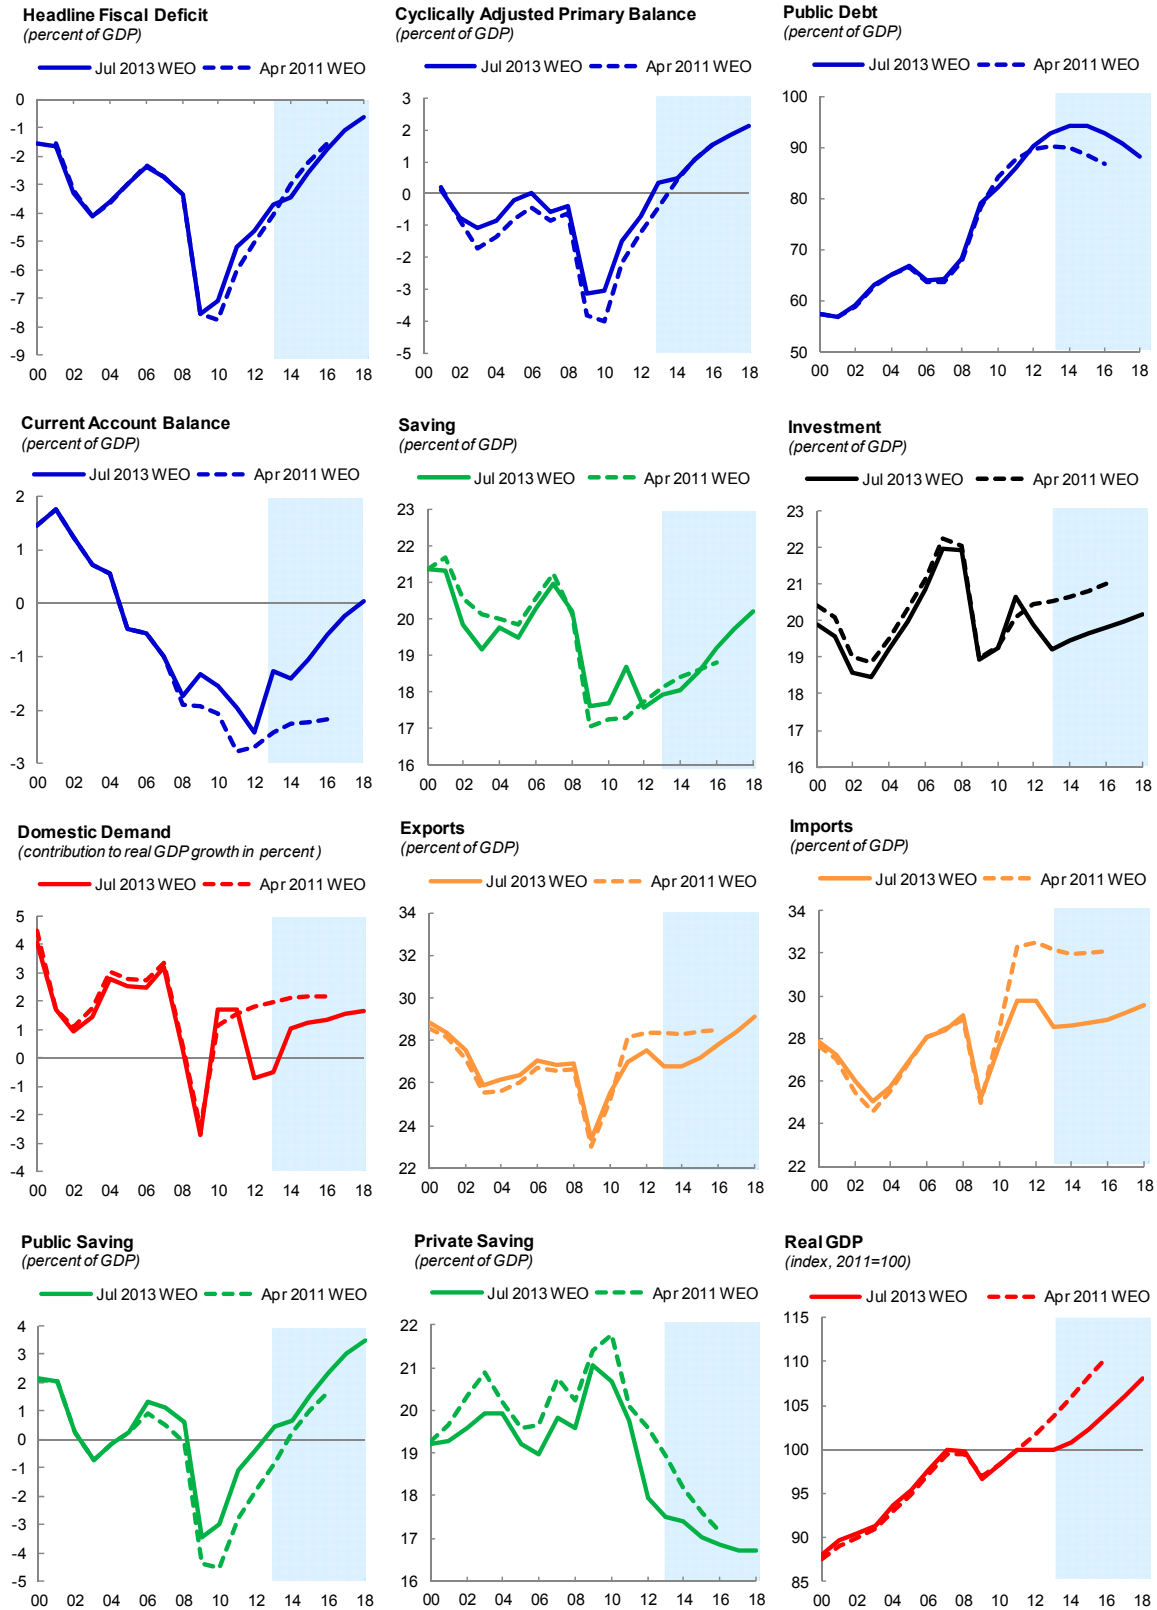 Headline Fiscal Deficit
(percent of GDP)
Jul 2013 WEO Apr 2011 WEO
0
-1
-2
-3
-4
-5
-6
-7
-8
-9
00 02 04 06 08 10 12 14 16 18
Cyclically Adjusted Primary Balance
(percent of GDP)
Jul 2013 WEO Apr 2011 WEO
3
2
1
0
-1
-2
-3
-4
-5
00 02 04 06 08 10 12 14 16 18
Public Debt
(percent of GDP)
Jul 2013 WEO Apr 2011 WEO
100
90
80
70
60
50
00 02 04 06 08 10 12 14 16 18
Current Account Balance
(percent of GDP)
Jul 2013 WEO Apr 2011 WEO
2
1
0
-1
-2
-3
00 02 04 06 08 10 12 14 16 18
Saving
(percent of GDP)
Jul 2013 WEO Apr 2011 WEO
23
22
21
20
19
18
17
16
00 02 04 06 08 10 12 14 16 18
Investment
(percent of GDP)
Jul 2013 WEO Apr 2011 WEO
23
22
21
20
19
18
17
16
00 02 04 06 08 10 12 14 16 18
Domestic Demand
(contribution to real GDP growth in percent)
Jul 2013 WEO Apr 2011 WEO
5
4
3
2
1
0
-1
-2
-3
-4
00 02 04 06 08 10 12 14 16 18
Exports
(percent of GDP)
Jul 2013 WEO Apr 2011 WEO
34
32
30
28
26
24
22
00 02 04 06 08 10 12 14 16 18
Imports
(percent of GDP)
Jul 2013 WEO Apr 2011 WEO
34
32
30
28
26
24
22
00 02 04 06 08 10 12 14 16 18
Public Saving
(percent of GDP)
Jul 2013 WEO Apr 2011 WEO
4
3
2
1
0
-1
-2
-3
-4
-5
00 02 04 06 08 10 12 14 16 18
Private Saving
(percent of GDP)
Jul 2013 WEO Apr 2011 WEO
22
21
20
19
18
17
16
00 02 04 06 08 10 12 14 16 18
Real GDP
(index, 2011=100)
Jul 2013 WEO Apr 2011 WEO
115
110
105
100
95
90
85
00 02 04 06 08 10 12 14 16 18